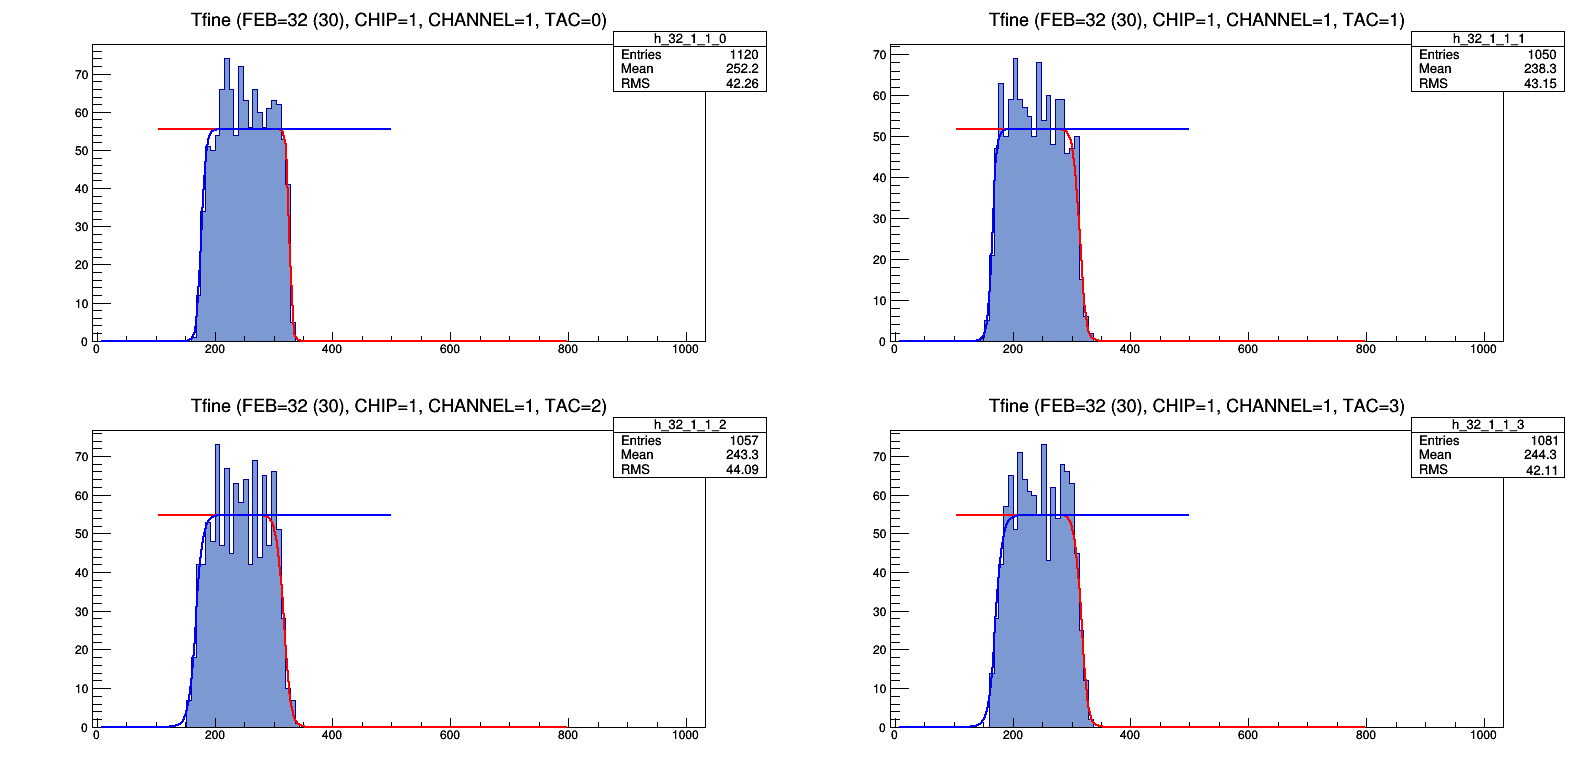 Tfine (FEB=32 (30), CHIP=1, CHANNEL=1, TAC=0)
h_32_1_1_0
Entries 1120
Mean 252.2
RMS 42.26
70
60
50
40
30
20
10
0
0 200 400 600 800 1000
Tfine (FEB=32 (30), CHIP=1, CHANNEL=1, TAC=1)
h_32_1_1_1
Entries 1050
Mean 238.3
RMS 43.15
70
60
50
40
30
20
10
0
0 200 400 600 800 1000
Tfine (FEB=32 (30), CHIP=1, CHANNEL=1, TAC=2)
h_32_1_1_2
Entries 1057
Mean 243.3
RMS 44.09
70
60
50
40
30
20
10
0
0 200 400 600 800 1000
Tfine (FEB=32 (30), CHIP=1, CHANNEL=1, TAC=3)
h_32_1_1_3
Entries 1081
Mean 244.3
RMS 42.11
70
60
50
40
30
20
10
0
0 200 400 600 800 1000